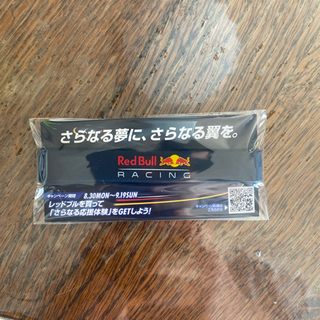 さらなる夢に、さらなる翼を。
Red Bull
RACING
キャンペーン期間 8.30MON〜9.19SUN
レッドブルを買って
「さらなる応援体験」をGETしよう!